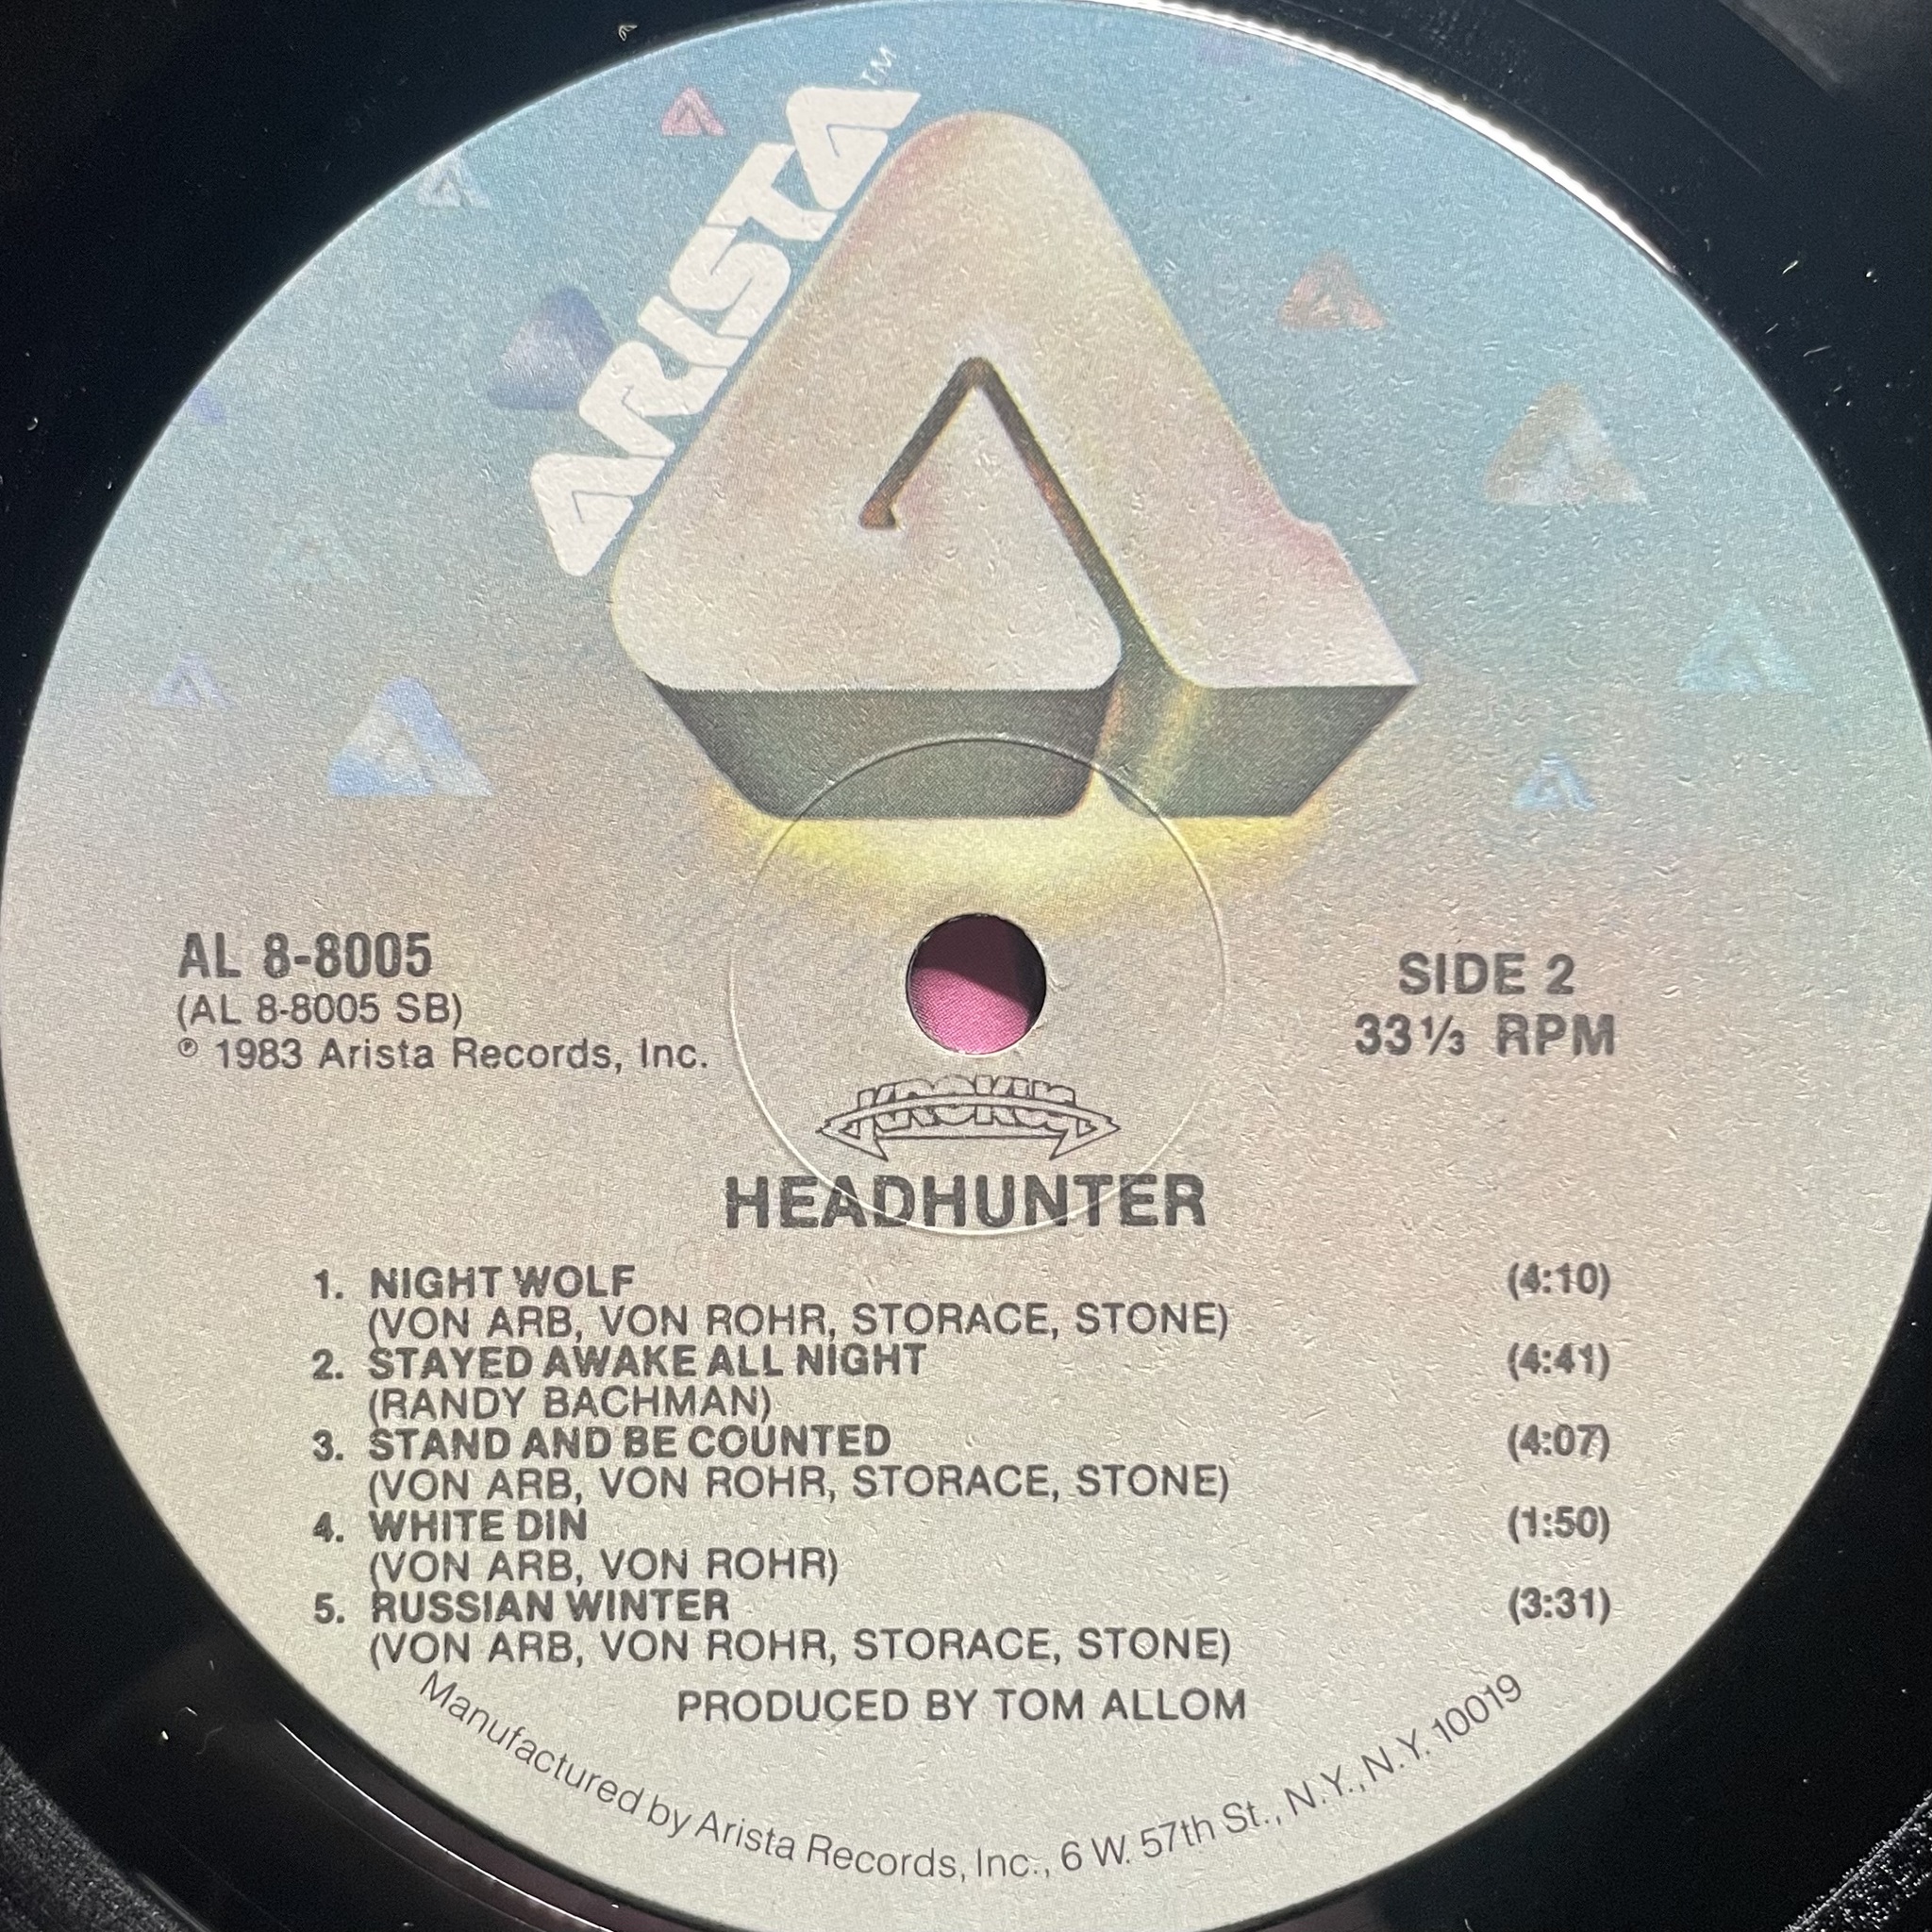 ARISTA™
AL 8-8005
(AL 8-8005 SB)
℗ 1983 Arista Records, Inc.
SIDE 2
33⅓ RPM
KROKUS
HEADHUNTER
1. NIGHT WOLF (4:10)
(VON ARB, VON ROHR, STORACE, STONE)
2. STAYED AWAKE ALL NIGHT (4:41)
(RANDY BACHMAN)
3. STAND AND BE COUNTED (4:07)
(VON ARB, VON ROHR, STORACE, STONE)
4. WHITE DIN (1:50)
(VON ARB, VON ROHR)
5. RUSSIAN WINTER (3:31)
(VON ARB, VON ROHR, STORACE, STONE)
PRODUCED BY TOM ALLOM
Manufactured by Arista Records, Inc., 6 W. 57th St., N.Y., N.Y. 10019